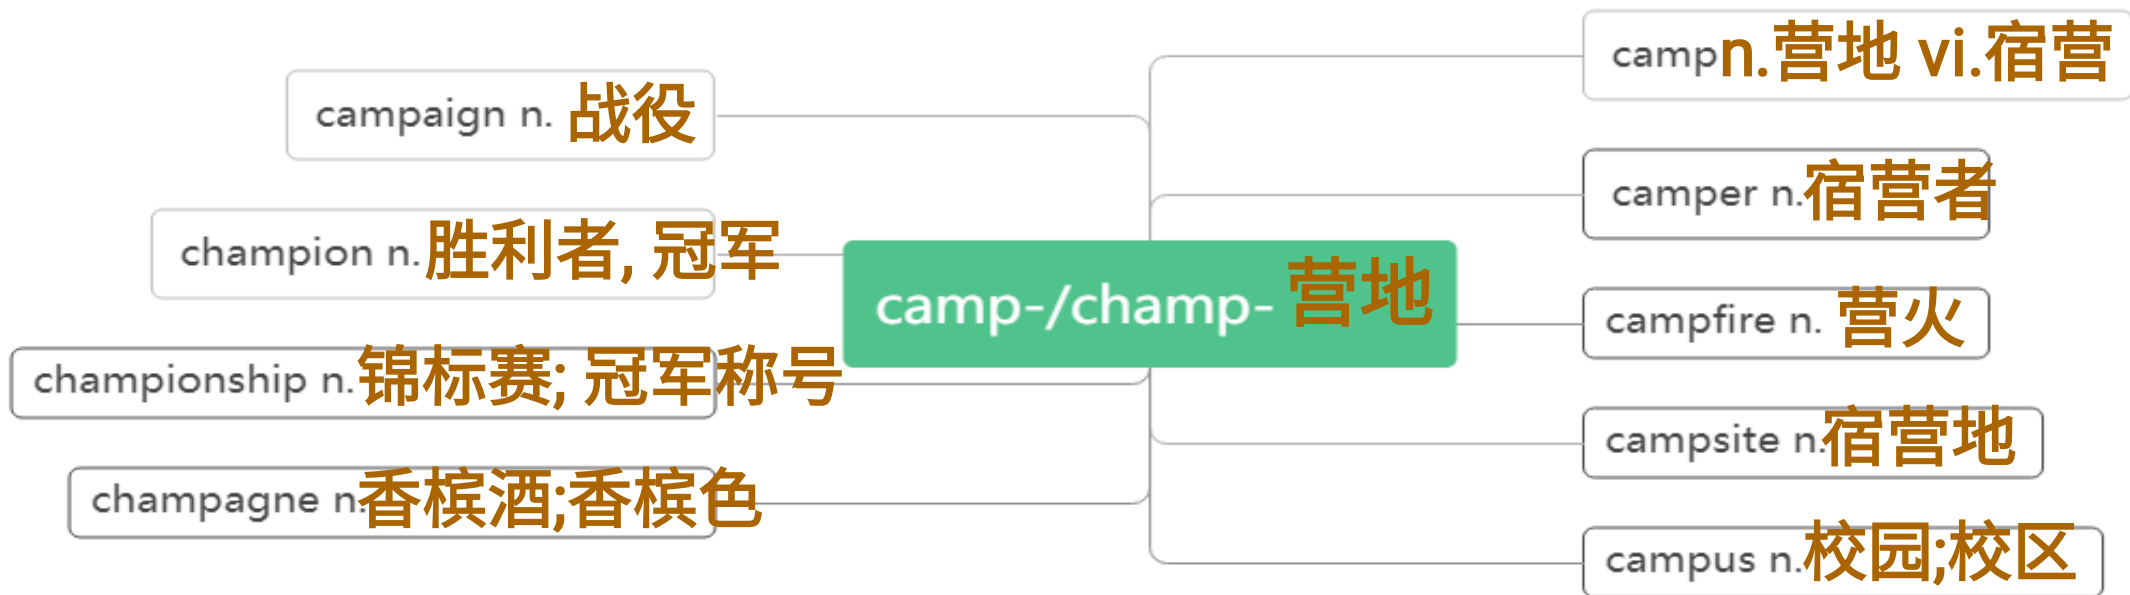 campaign n. 战役
champion n.胜利者, 冠军
championship n.锦标赛; 冠军称号
champagne n.香槟酒;香槟色
camp-/champ- 营地
campn.营地 vi.宿营
camper n.宿营者
campfire n. 营火
campsite n.宿营地
campus n.校园;校区